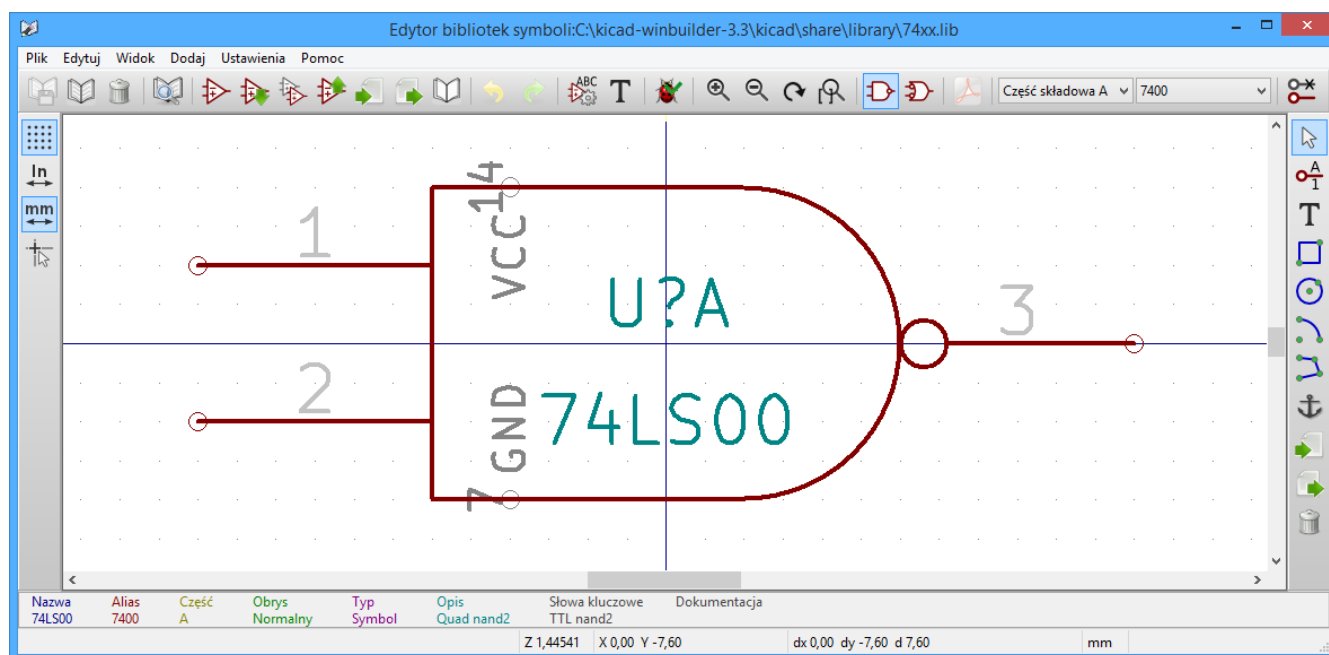 Edytor bibliotek symboli:C:\kicad-winbuilder-3.3\kicad\share\library\74xx.lib
Plik Edytuj Widok Dodaj Ustawienia Pomoc
ABC T Część składowa A 7400
In
mm
A
1
T
14
VCC
1
U?A
3
2
GND
74LS00
7
Nazwa Alias Część Obrys Typ Opis Słowa kluczowe Dokumentacja
74LS00 7400 A Normalny Symbol Quad nand2 TTL nand2
Z 1,44541 X 0,00 Y -7,60 dx 0,00 dy -7,60 d 7,60 mm